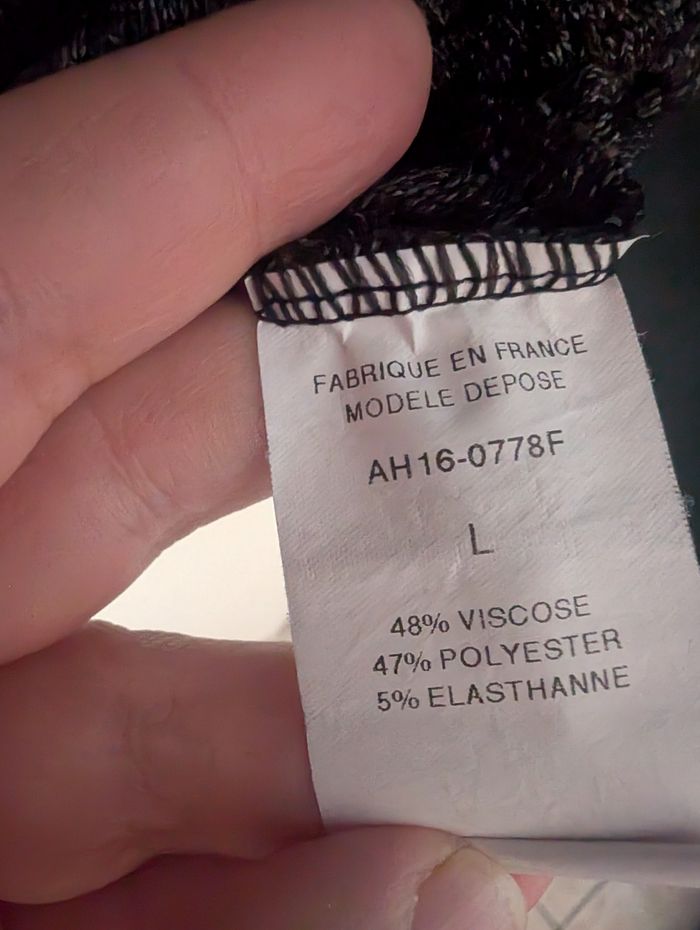 FABRIQUE EN FRANCE
MODELE DEPOSE
AH16-0778F
L
48% VISCOSE
47% POLYESTER
5% ELASTHANNE